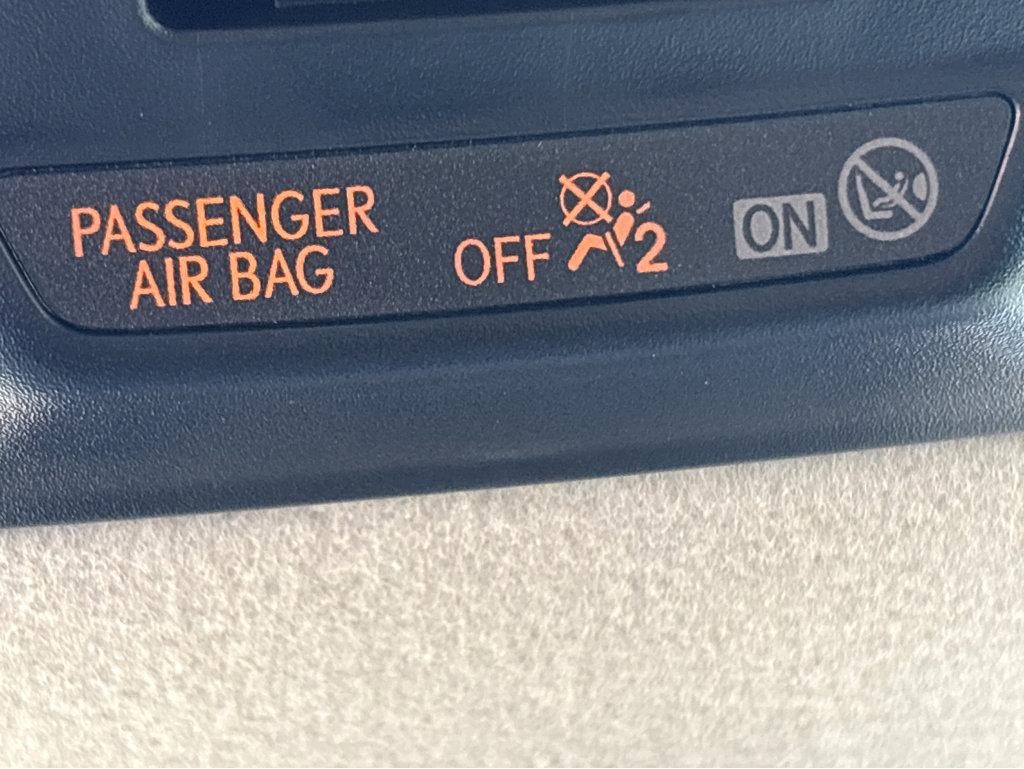 PASSENGER
AIR BAG
OFF 2
ON